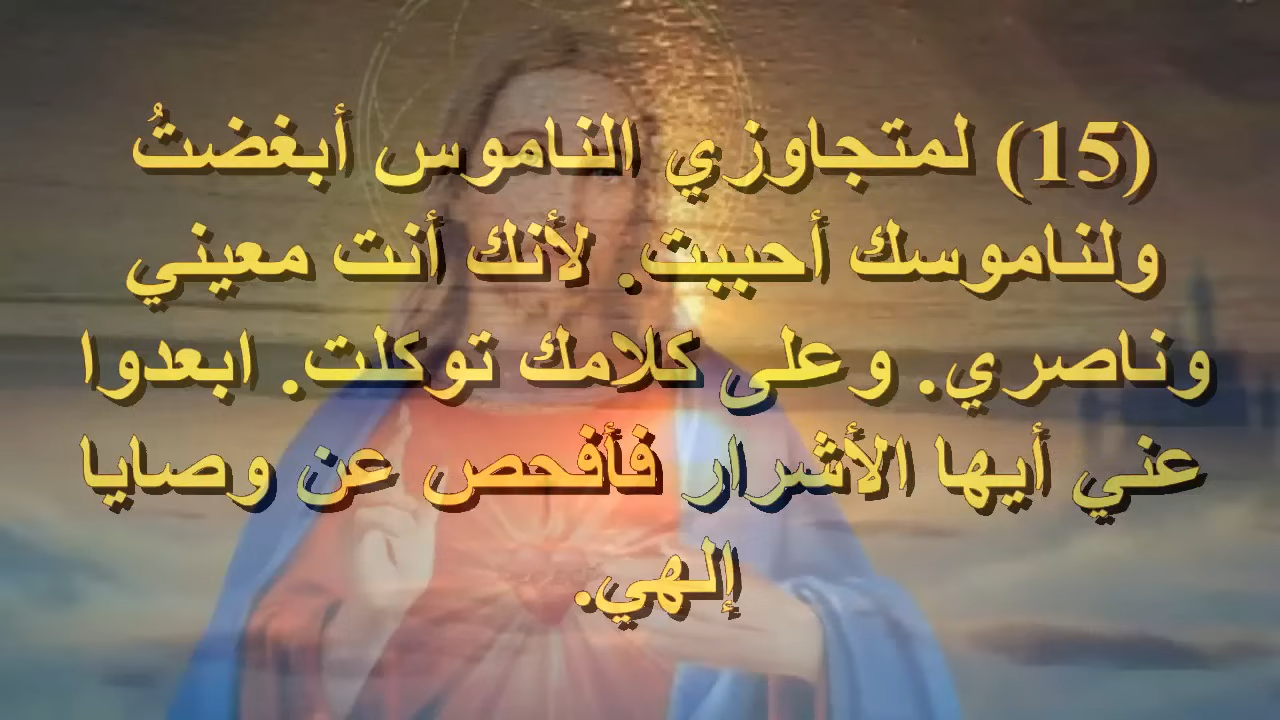 (15) لمتجاوزي الناموس أبغضتُ
ولناموسك أحببت. لأنك أنت معيني
وناصري. وعلى كلامك توكلت. ابعدوا
عني أيها الأشرار فأفحص عن وصايا
إلهي.